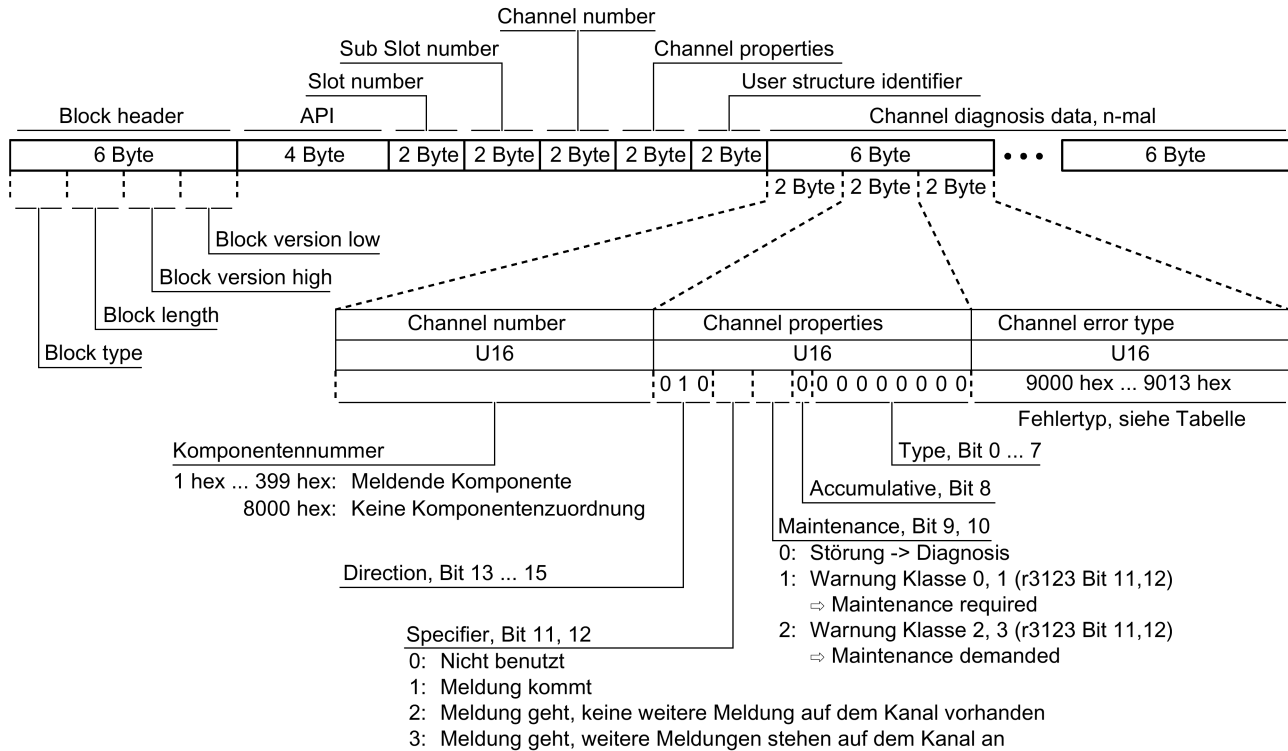 Channel number
Sub Slot number
Channel properties
Slot number
User structure identifier
Block header
API
Channel diagnosis data, n-mal
6 Byte
4 Byte
2 Byte
2 Byte
2 Byte
2 Byte
2 Byte
6 Byte
6 Byte
2 Byte
2 Byte
2 Byte
Block version low
Block version high
Block length
Block type
Channel number
Channel properties
Channel error type
U16
U16
U16
0 1 0
0 0 0 0 0 0 0 0 0
9000 hex ... 9013 hex
Fehlertyp, siehe Tabelle
Komponentennummer
1 hex ... 399 hex: Meldende Komponente
8000 hex: Keine Komponentenzuordnung
Type, Bit 0 ... 7
Accumulative, Bit 8
Maintenance, Bit 9, 10
0: Störung -> Diagnosis
1: Warnung Klasse 0, 1 (r3123 Bit 11,12)
⇨ Maintenance required
2: Warnung Klasse 2, 3 (r3123 Bit 11,12)
⇨ Maintenance demanded
Direction, Bit 13 ... 15
Specifier, Bit 11, 12
0: Nicht benutzt
1: Meldung kommt
2: Meldung geht, keine weitere Meldung auf dem Kanal vorhanden
3: Meldung geht, weitere Meldungen stehen auf dem Kanal an